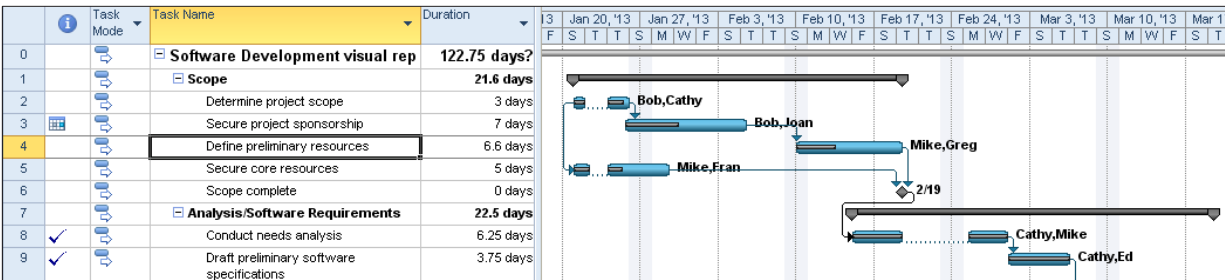 Task Mode Task Name Duration 13 Jan 20, '13 Jan 27, '13 Feb 3, '13 Feb 10, '13 Feb 17, '13 Feb 24, '13 Mar 3, '13 Mar 10, '13 Mar 1
F S T T S M W F S T T S M W F S T T S M W F S T T S M W F S T
0 Software Development visual rep 122.75 days?
1 Scope 21.6 days
2 Determine project scope 3 days Bob,Cathy
3 Secure project sponsorship 7 days Bob,Joan
4 Define preliminary resources 6.6 days Mike,Greg
5 Secure core resources 5 days Mike,Fran
6 Scope complete 0 days 2/19
7 Analysis/Software Requirements 22.5 days
8 Conduct needs analysis 6.25 days Cathy,Mike
9 Draft preliminary software 3.75 days Cathy,Ed
specifications